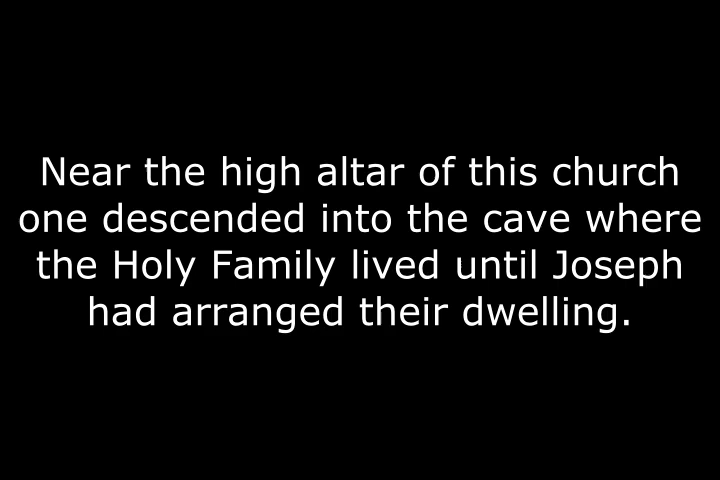 Near the high altar of this church
one descended into the cave where
the Holy Family lived until Joseph
had arranged their dwelling.